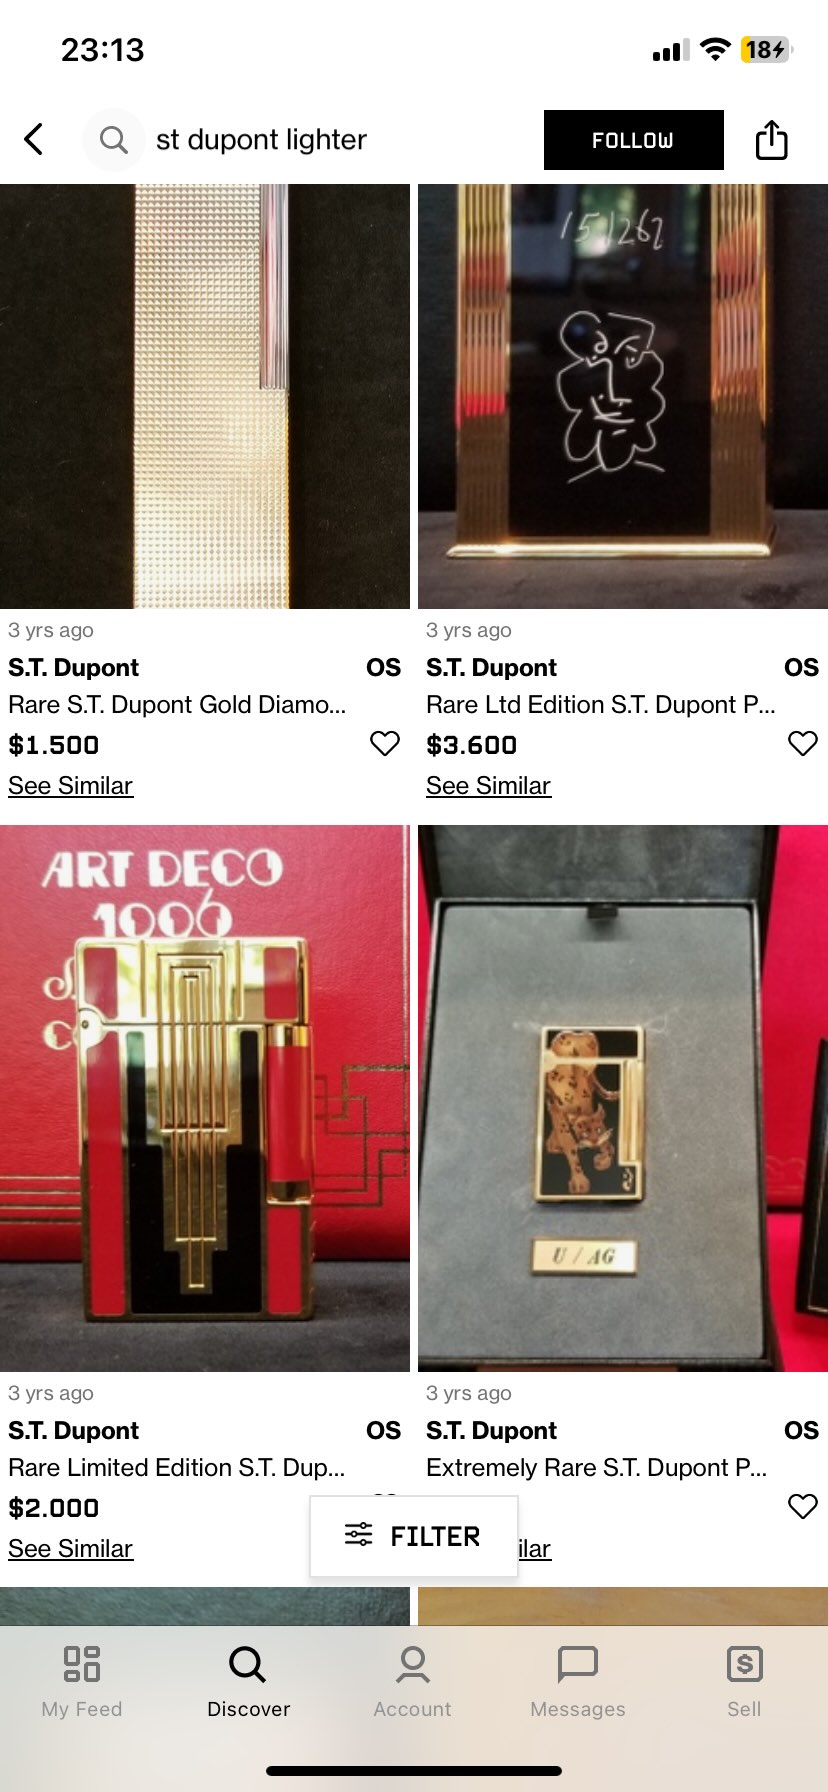 23:13
18
st dupont lighter
FOLLOW
151267
3 yrs ago
S.T. Dupont OS
Rare S.T. Dupont Gold Diamo...
$1.500
See Similar
3 yrs ago
S.T. Dupont OS
Rare Ltd Edition S.T. Dupont P...
$3.600
See Similar
ART DECO
1996
U / AG
3 yrs ago
S.T. Dupont OS
Rare Limited Edition S.T. Dup...
$2.000
See Similar
3 yrs ago
S.T. Dupont OS
Extremely Rare S.T. Dupont P...
ilar
FILTER
My Feed
Discover
Account
Messages
Sell